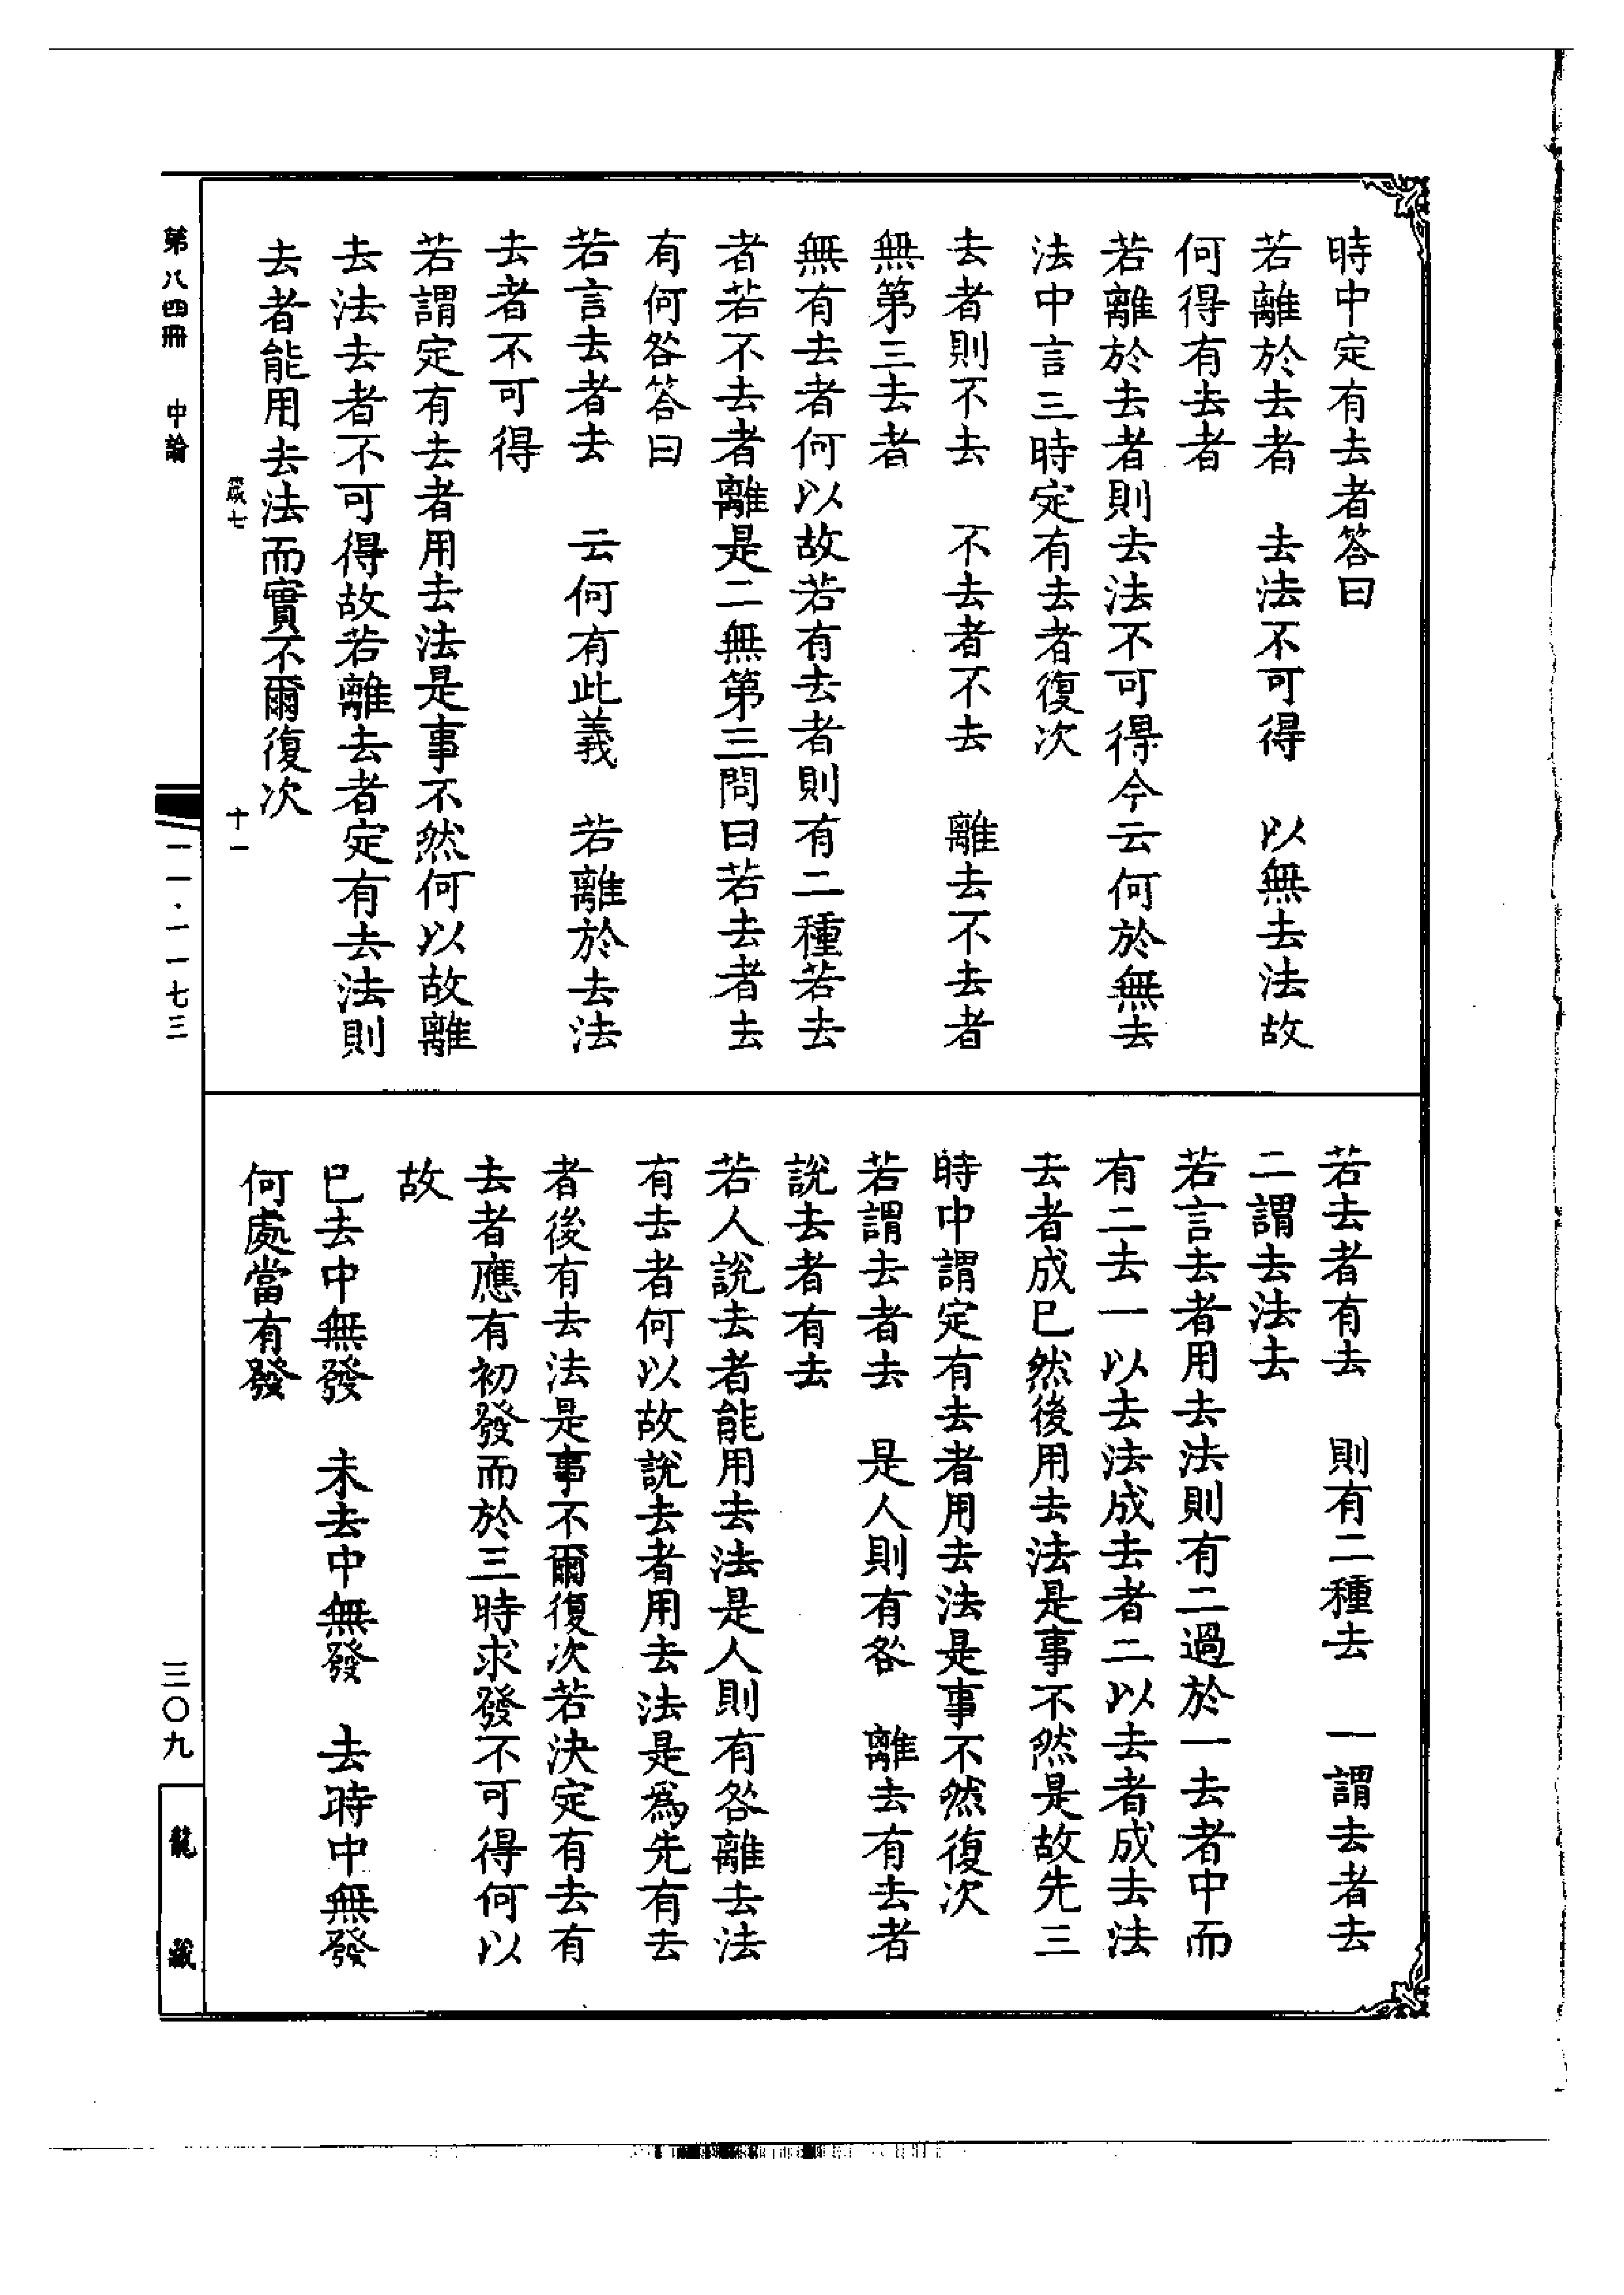 時中定有去者答曰
若離於去者　去法不可得　以無去法故
何得有去者
若離於去者則去法不可得今云何於無去
法中言三時定有去者復次
去者則不去　不去者不去　離去不去者
無第三去者
無有去者何以故若有去者則有二種若去
者若不去者離是二無第三問曰若去者去
有何咎答曰
若言去者去　云何有此義　若離於去法
去者不可得
若謂定有去者用去法是事不然何以故離
去法去者不可得故若離去者定有去法則
去者能用去法而實不爾復次
箴七　十一
若去者有去　則有二種去　一謂去者去
二謂去法去
若言去者用去法則有二過於一去者中而
有二去一以去法成去者二以去者成去法
去者成已然後用去法是事不然是故先三
時中謂定有去者用去法是事不然復次
若謂去者去　是人則有咎　離去有去者
說去者有去
若人說去者能用去法是人則有咎離去法
有去者何以故說去者用去法是為先有去
者後有去法是事不爾復次若決定有去有
去者應有初發而於三時求發不可得何以
故
已去中無發　未去中無發　去時中無發
何處當有發
第八四冊　中論
一一·一一七三
三〇九
龍藏